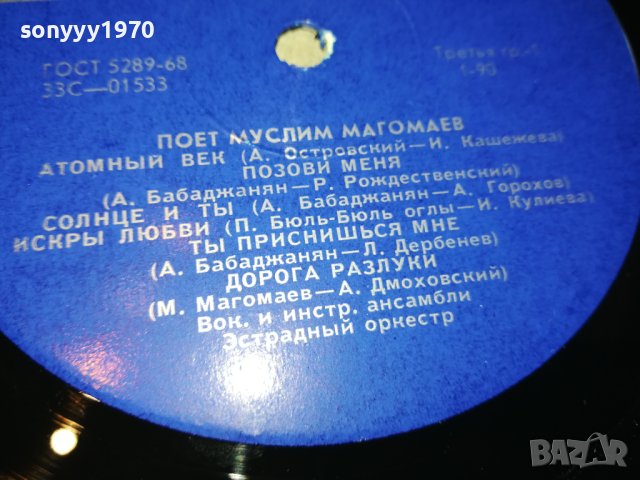 sonyyy1970
ГОСТ 5289-68
33С—01533
Третья гр.-1
1-90
ПОЕТ МУСЛИМ МАГОМАЕВ
АТОМНЫЙ ВЕК (А. Островский—И. Кашежева)
ПОЗОВИ МЕНЯ
(А. Бабаджанян—Р. Рождественский)
СОЛНЦЕ И ТЫ (А. Бабаджанян—А. Горохов)
ИСКРЫ ЛЮБВИ (П. Бюль-Бюль оглы—И. Кулиева)
ТЫ ПРИСНИШЬСЯ МНЕ
(А. Бабаджанян—Л. Дербенев)
ДОРОГА РАЗЛУКИ
(М. Магомаев—А. Дмоховский)
Вок. и инстр. ансамбли
Эстрадный оркестр
BAZAR